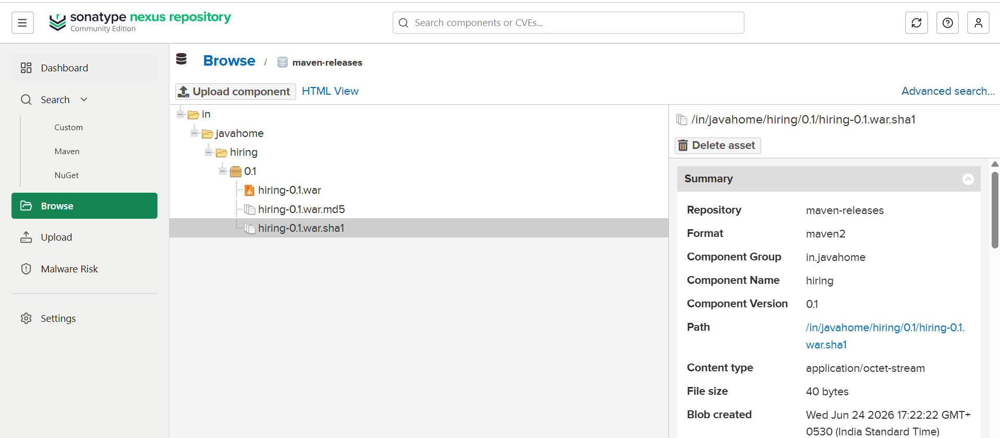 sonatype nexus repository
Community Edition
Search components or CVEs...
Dashboard
Search
Custom
Maven
NuGet
Browse
Upload
Malware Risk
Settings
Browse / maven-releases
Upload component HTML View Advanced search...
in
javahome
hiring
0.1
hiring-0.1.war
hiring-0.1.war.md5
hiring-0.1.war.sha1
/in/javahome/hiring/0.1/hiring-0.1.war.sha1
Delete asset
Summary
Repository maven-releases
Format maven2
Component Group in.javahome
Component Name hiring
Component Version 0.1
Path /in/javahome/hiring/0.1/hiring-0.1.
war.sha1
Content type application/octet-stream
File size 40 bytes
Blob created Wed Jun 24 2026 17:22:22 GMT+
0530 (India Standard Time)